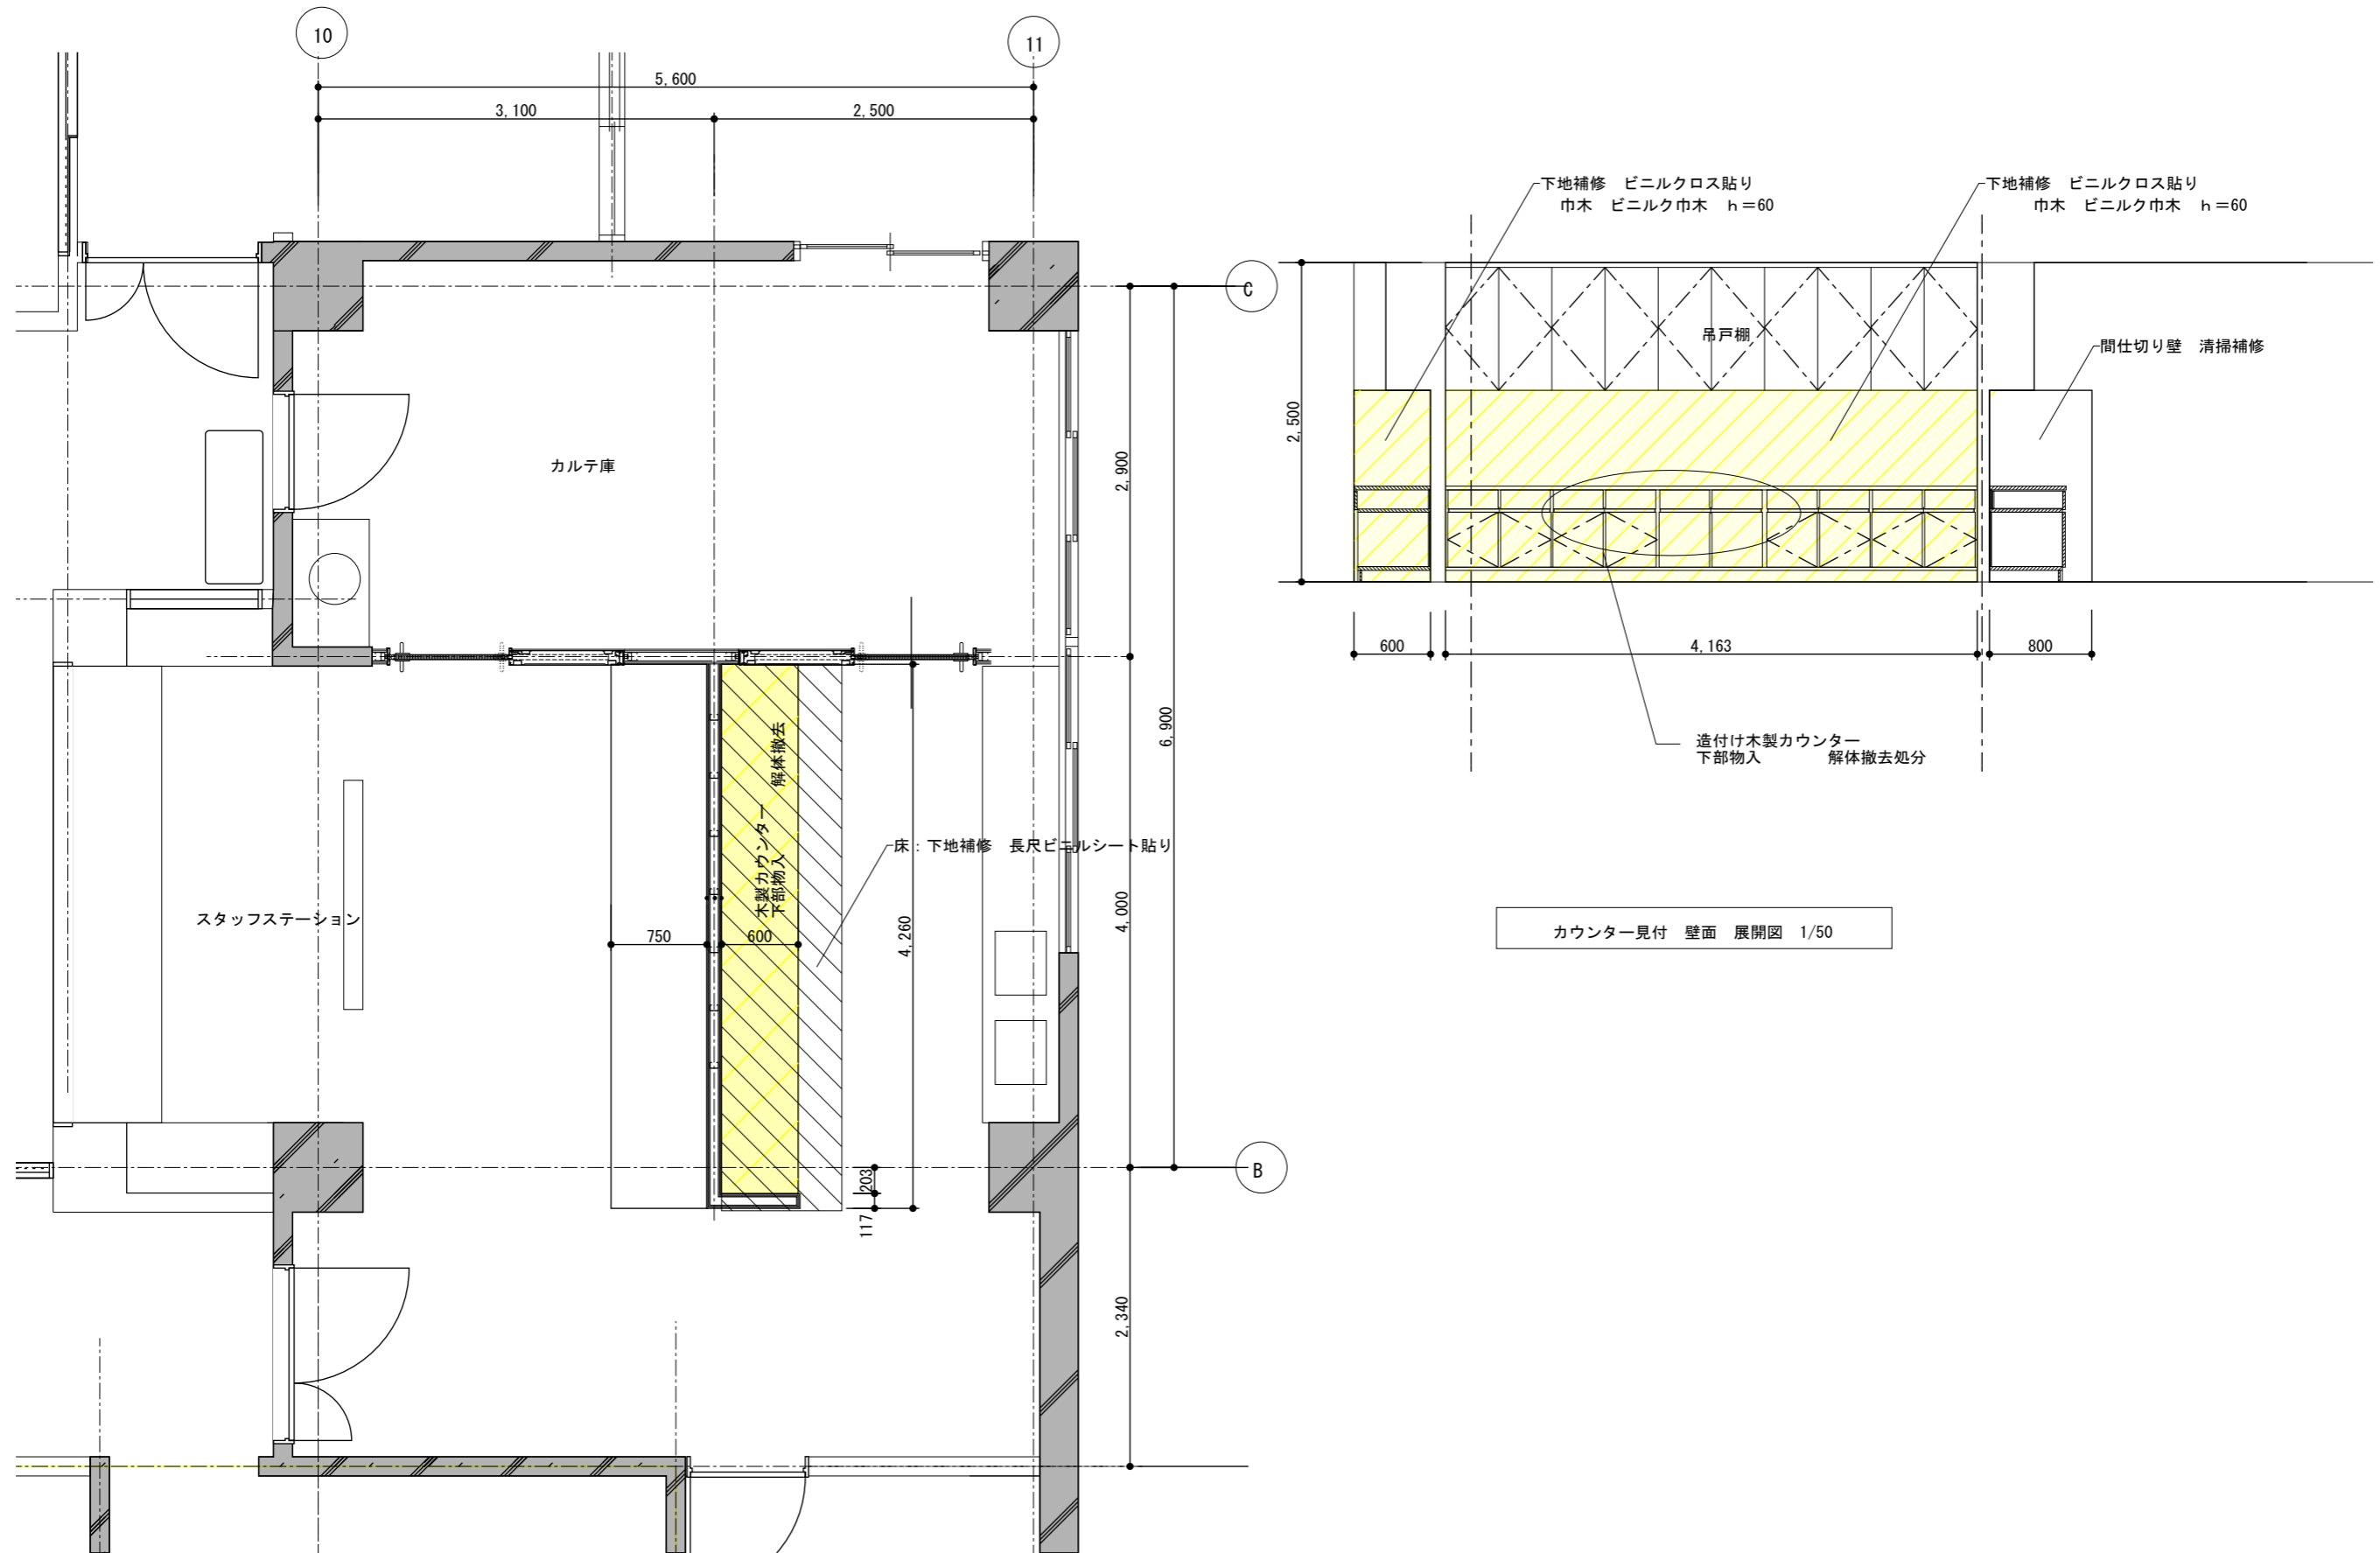 10
11
5,600
3,100
2,500
下地補修 ビニルクロス貼り
巾木 ビニルク巾木 h=60
下地補修 ビニルクロス貼り
巾木 ビニルク巾木 h=60
C
吊戸棚
間仕切り壁 清掃補修
2,500
カルテ庫
2,900
600
4,163
800
6,900
造付け木製カウンター
下部物入 解体撤去処分
木製カウンター
下部物入 解体撤去
床:下地補修 長尺ビニルシート貼り
スタッフステーション
4,000
カウンター見付 壁面 展開図 1/50
750
600
4,260
B
203
117
2,340